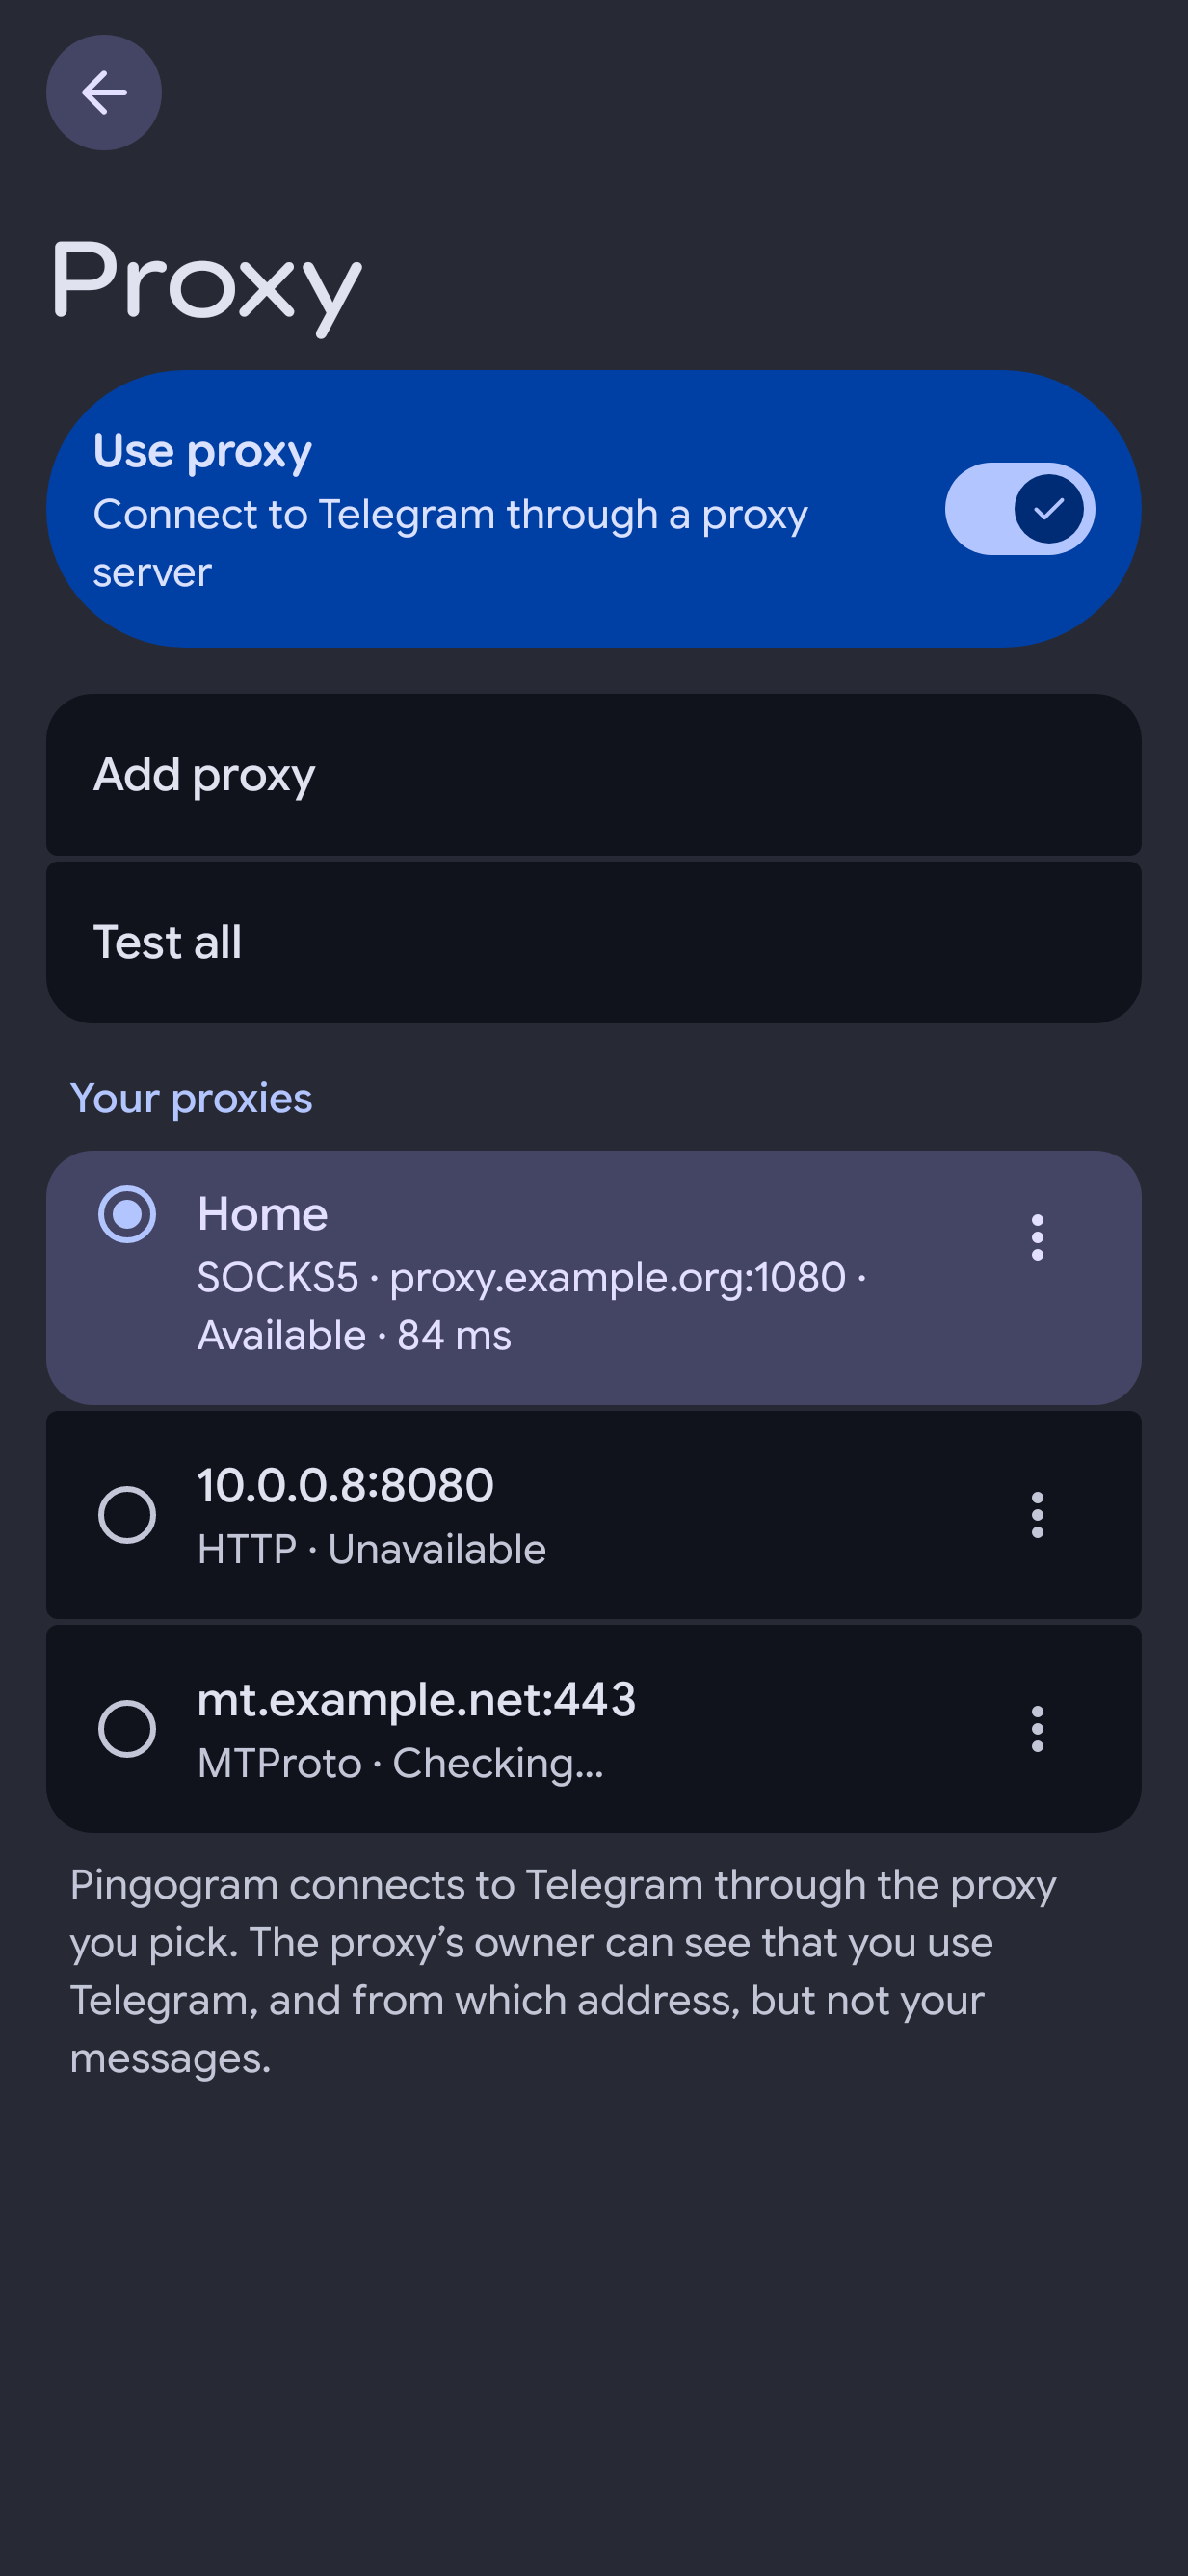 Proxy
Use proxy
Connect to Telegram through a proxy
server
Add proxy
Test all
Your proxies
Home
SOCKS5 · proxy.example.org:1080 ·
Available · 84 ms
10.0.0.8:8080
HTTP · Unavailable
mt.example.net:443
MTProto · Checking…
Pingogram connects to Telegram through the proxy
you pick. The proxy’s owner can see that you use
Telegram, and from which address, but not your
messages.